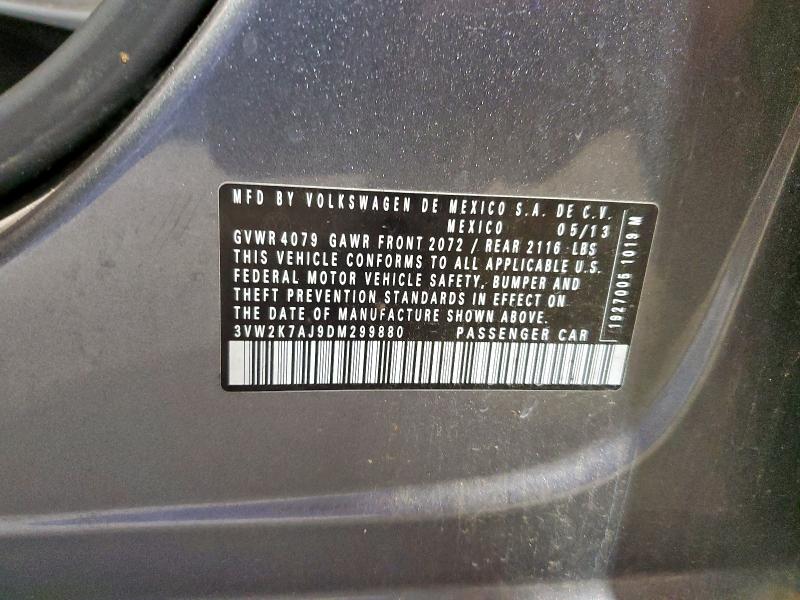 MFD BY VOLKSWAGEN DE MEXICO S.A. DE C.V.
MEXICO 05/13
GVWR 4079 GAWR FRONT 2072 / REAR 2116 LBS
THIS VEHICLE CONFORMS TO ALL APPLICABLE U.S.
FEDERAL MOTOR VEHICLE SAFETY, BUMPER AND
THEFT PREVENTION STANDARDS IN EFFECT ON
THE DATE OF MANUFACTURE SHOWN ABOVE.
3VW2K7AJ9DM299880 PASSENGER CAR
1927005 1019 M